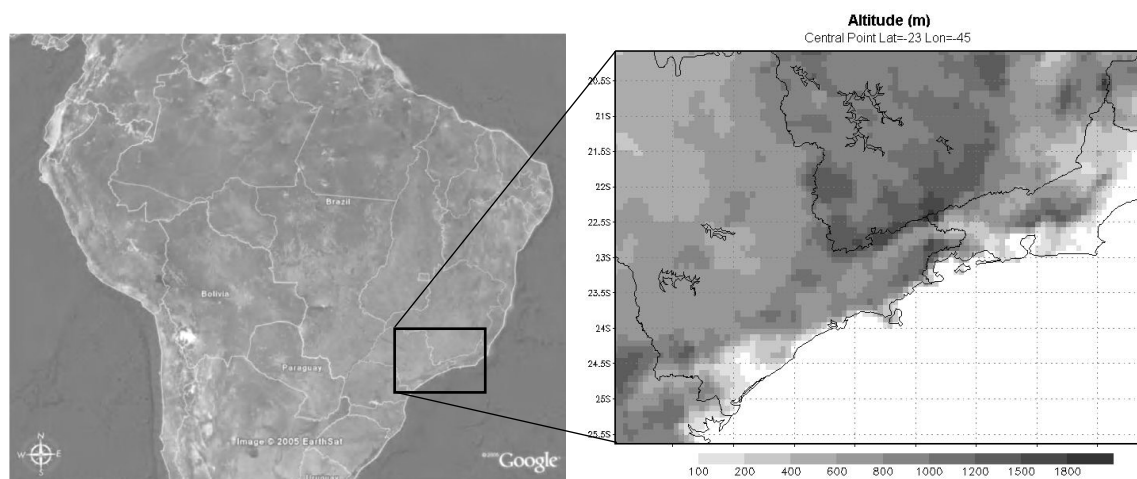 Altitude (m)
Central Point Lat=-23 Lon=-45
20.5S
21S
21.5S
22S
22.5S
23S
23.5S
24S
24.5S
25S
25.5S
100 200 400 600 800 1000 1200 1500 1800
Brazil
Bolivia
Paraguay
Image © 2005 EarthSat
N
W E
S
Google